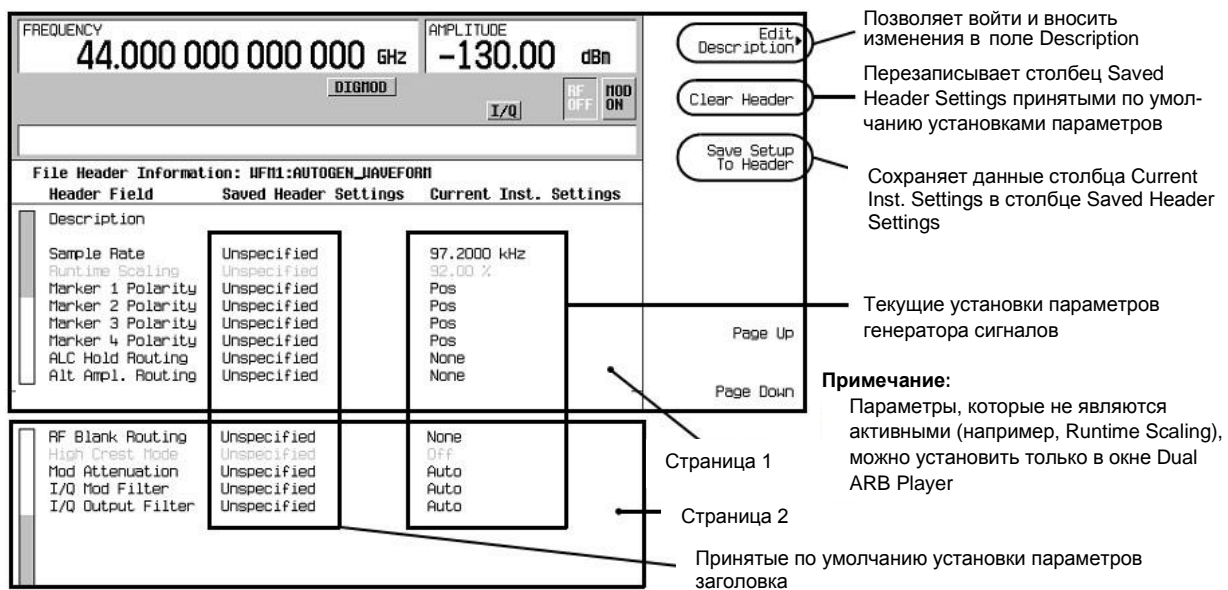 FREQUENCY
44.000 000 000 000 GHz
AMPLITUDE
-130.00 dBm
DIGMOD
I/Q
RF OFF
MOD ON
Edit Description
Clear Header
Save Setup To Header
Page Up
Page Down
File Header Information: WFM1:AUTOGEN_WAVEFORM
Header Field Saved Header Settings Current Inst. Settings
Description
Sample Rate Unspecified 97.2000 kHz
Runtime Scaling Unspecified 92.00 %
Marker 1 Polarity Unspecified Pos
Marker 2 Polarity Unspecified Pos
Marker 3 Polarity Unspecified Pos
Marker 4 Polarity Unspecified Pos
ALC Hold Routing Unspecified None
Alt Ampl. Routing Unspecified None
RF Blank Routing Unspecified None
High Crest Mode Unspecified Off
Mod Attenuation Unspecified Auto
I/Q Mod Filter Unspecified Auto
I/Q Output Filter Unspecified Auto
Позволяет войти и вносить
изменения в поле Description
Перезаписывает столбец Saved
Header Settings принятыми по умол-
чанию установками параметров
Сохраняет данные столбца Current
Inst. Settings в столбце Saved Header
Settings
Текущие установки параметров
генератора сигналов
Примечание:
Параметры, которые не являются
активными (например, Runtime Scaling),
можно установить только в окне Dual
ARB Player
Страница 1
Страница 2
Принятые по умолчанию установки параметров
заголовка